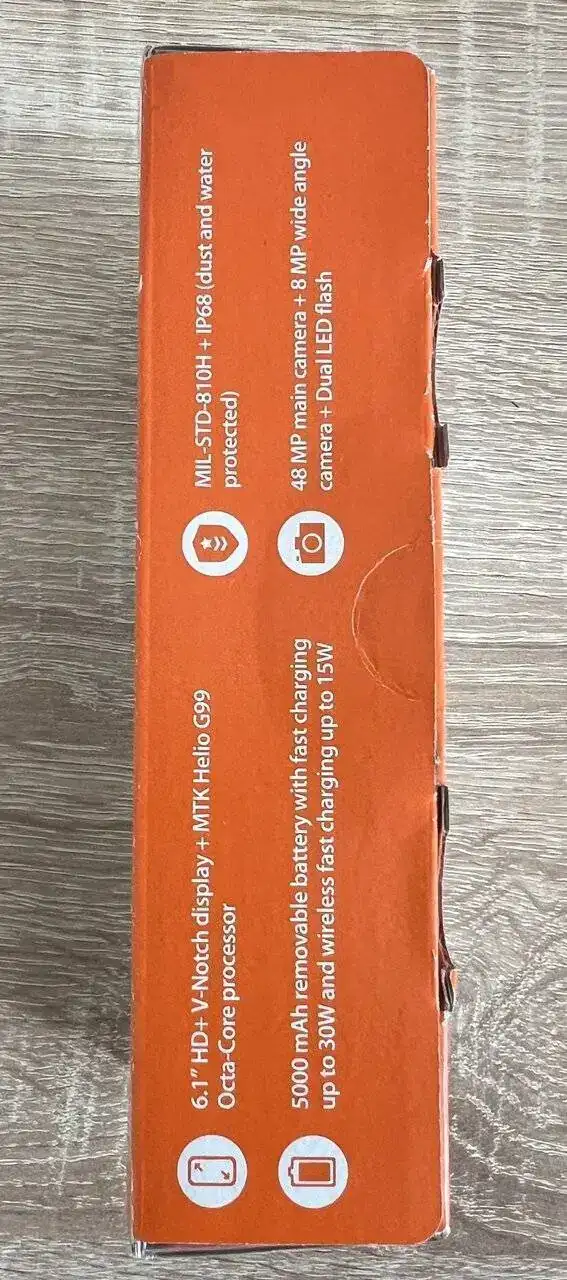 6.1” HD+ V-Notch display + MTK Helio G99
Octa-Core processor
MIL-STD-810H + IP68 (dust and water
protected)
5000 mAh removable battery with fast charging
up to 30W and wireless fast charging up to 15W
48 MP main camera + 8 MP wide angle
camera + Dual LED flash